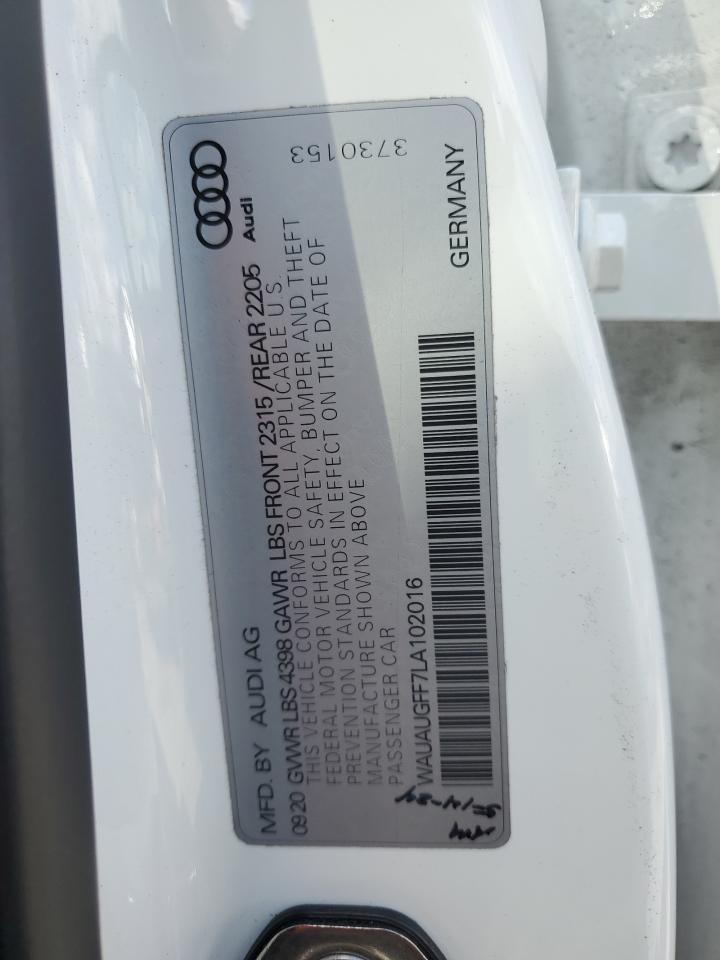 MFD. BY AUDI AG
0920 GVWR LBS 4398 GAWR LBS FRONT 2315 / REAR 2205
THIS VEHICLE CONFORMS TO ALL APPLICABLE U.S.
FEDERAL MOTOR VEHICLE SAFETY, BUMPER AND THEFT
PREVENTION STANDARDS IN EFFECT ON THE DATE OF
MANUFACTURE SHOWN ABOVE
PASSENGER CAR
WAUAUGFF7LA102016
Audi
3730153
GERMANY